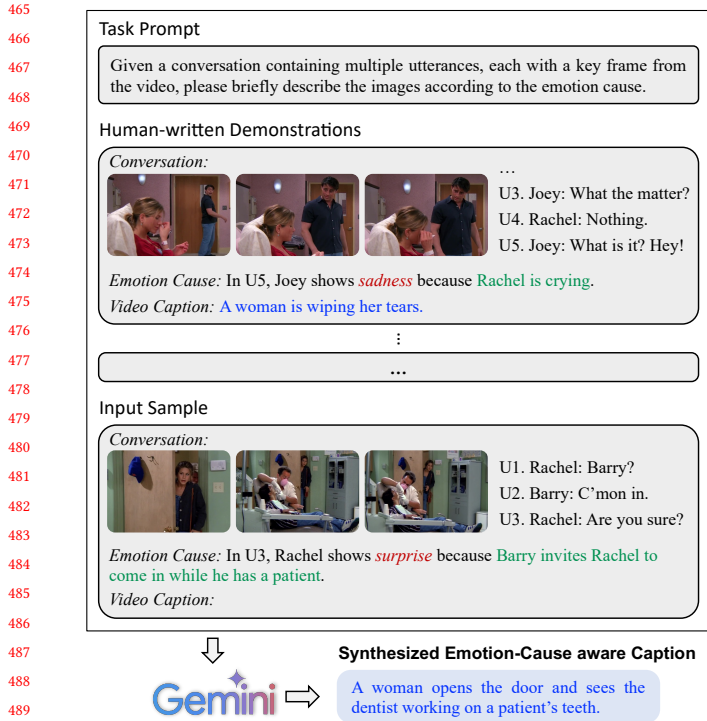 465
466
467
468
469
470
471
472
473
474
475
476
477
478
479
480
481
482
483
484
485
486
487
488
489
Task Prompt
Given a conversation containing multiple utterances, each with a key frame from
the video, please briefly describe the images according to the emotion cause.
Human-written Demonstrations
Conversation:
...
U3. Joey: What the matter?
U4. Rachel: Nothing.
U5. Joey: What is it? Hey!
Emotion Cause: In U5, Joey shows sadness because Rachel is crying.
Video Caption: A woman is wiping her tears.
...
...
Input Sample
Conversation:
U1. Rachel: Barry?
U2. Barry: C’mon in.
U3. Rachel: Are you sure?
Emotion Cause: In U3, Rachel shows surprise because Barry invites Rachel to
come in while he has a patient.
Video Caption:
Gemini
Synthesized Emotion-Cause aware Caption
A woman opens the door and sees the
dentist working on a patient’s teeth.